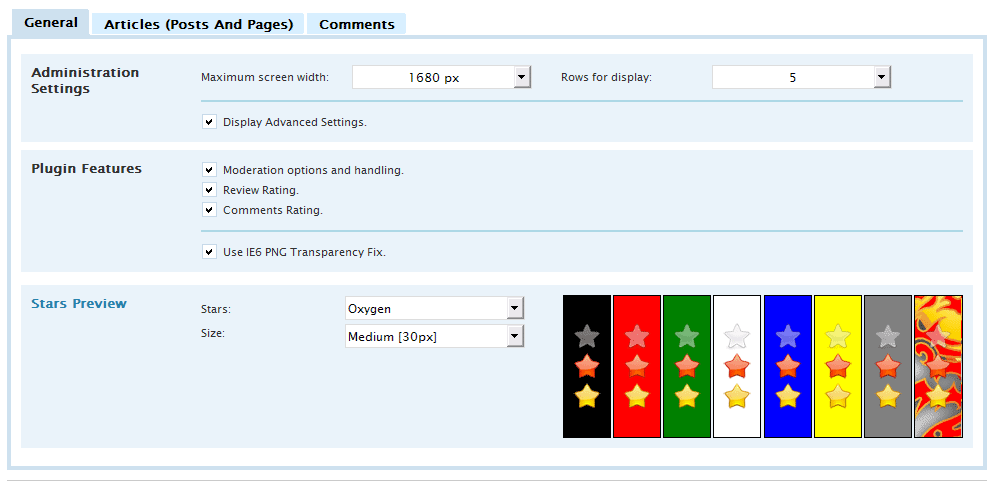 General Articles (Posts And Pages) Comments
Administration Settings
Maximum screen width: 1680 px Rows for display: 5
Display Advanced Settings.
Plugin Features
Moderation options and handling.
Review Rating.
Comments Rating.
Use IE6 PNG Transparency Fix.
Stars Preview
Stars: Oxygen
Size: Medium [30px]